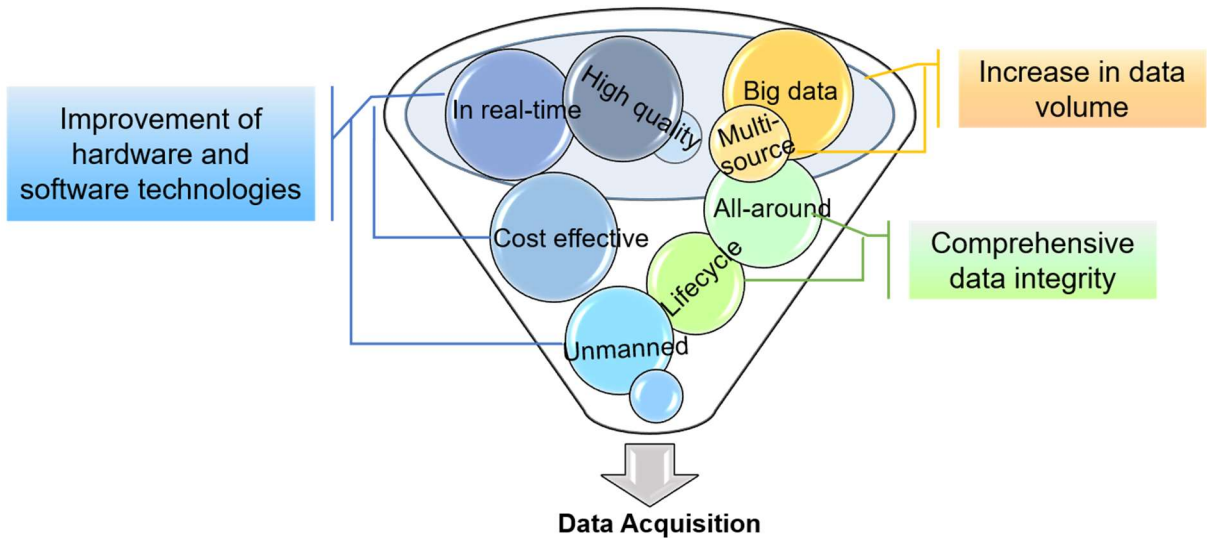 Improvement of
hardware and
software technologies
In real-time
High quality
Big data
Multi-
source
Increase in data
volume
Cost effective
All-around
Lifecycle
Comprehensive
data integrity
Unmanned
Data Acquisition